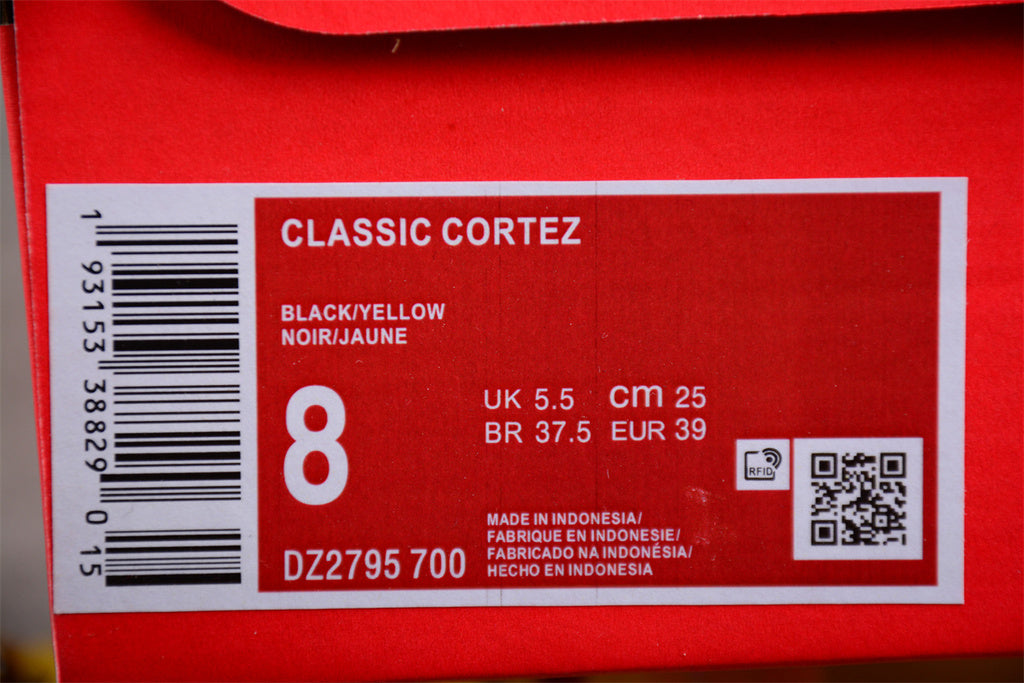 1 93153 38829 0 15
CLASSIC CORTEZ
BLACK/YELLOW
NOIR/JAUNE
8
UK 5.5 cm 25
BR 37.5 EUR 39
RFID
DZ2795 700
MADE IN INDONESIA/
FABRIQUE EN INDONESIE/
FABRICADO NA INDONÉSIA/
HECHO EN INDONESIA